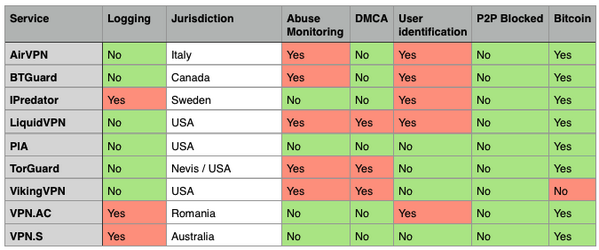 Service Logging Jurisdiction Abuse Monitoring DMCA User identification P2P Blocked Bitcoin
AirVPN No Italy Yes No Yes No Yes
BTGuard No Canada Yes No Yes No Yes
IPredator Yes Sweden No No Yes No Yes
LiquidVPN No USA Yes Yes Yes No Yes
PIA No USA No No No No Yes
TorGuard No Nevis / USA Yes Yes No No Yes
VikingVPN No USA Yes Yes No No No
VPN.AC Yes Romania No No Yes No Yes
VPN.S Yes Australia No No No No Yes